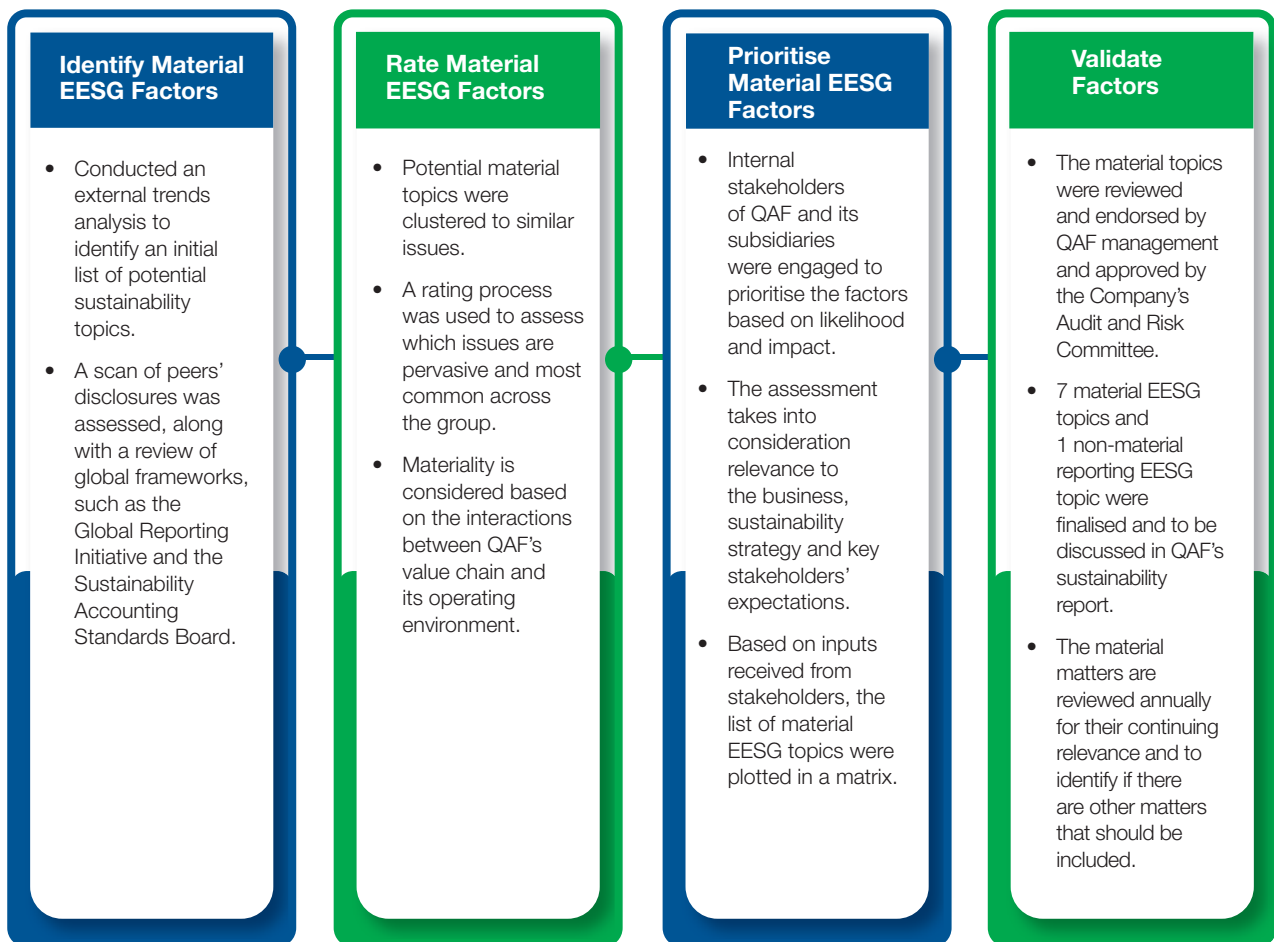 Identify Material
EESG Factors
• Conducted an
external trends
analysis to
identify an initial
list of potential
sustainability
topics.
• A scan of peers'
disclosures was
assessed, along
with a review of
global frameworks,
such as the
Global Reporting
Initiative and the
Sustainability
Accounting
Standards Board.
Rate Material
EESG Factors
• Potential material
topics were
clustered to similar
issues.
• A rating process
was used to assess
which issues are
pervasive and most
common across
the group.
• Materiality is
considered based
on the interactions
between QAF's
value chain and
its operating
environment.
Prioritise
Material EESG
Factors
• Internal
stakeholders
of QAF and its
subsidiaries
were engaged to
prioritise the factors
based on likelihood
and impact.
• The assessment
takes into
consideration
relevance to
the business,
sustainability
strategy and key
stakeholders'
expectations.
• Based on inputs
received from
stakeholders, the
list of material
EESG topics were
plotted in a matrix.
Validate
Factors
• The material topics
were reviewed
and endorsed by
QAF management
and approved by
the Company's
Audit and Risk
Committee.
• 7 material EESG
topics and
1 non-material
reporting EESG
topic were
finalised and to be
discussed in QAF's
sustainability
report.
• The material
matters are
reviewed annually
for their continuing
relevance and to
identify if there
are other matters
that should be
included.